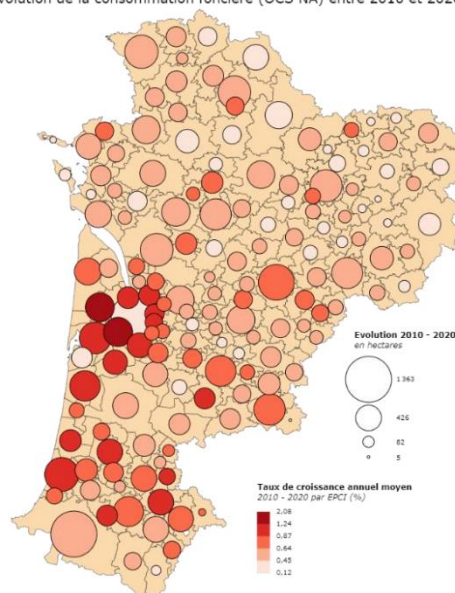 volution de la consommation foncière (OCS NA) entre 2010 et 2020
Evolution 2010 - 2020
en hectares
1 363
426
82
5
Taux de croissance annuel moyen
2010 - 2020 par EPCI (%)
2,08
1,24
0,87
0,64
0,45
0,12